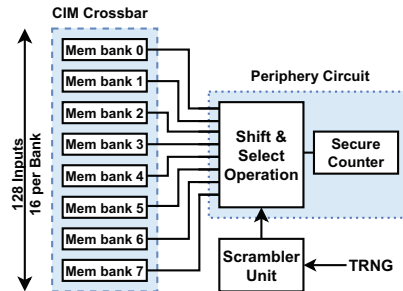 CIM Crossbar
Mem bank 0
Mem bank 1
Mem bank 2
Mem bank 3
Mem bank 4
Mem bank 5
Mem bank 6
Mem bank 7
128 Inputs
16 per Bank
Periphery Circuit
Shift &
Select
Operation
Secure
Counter
Scrambler
Unit
TRNG